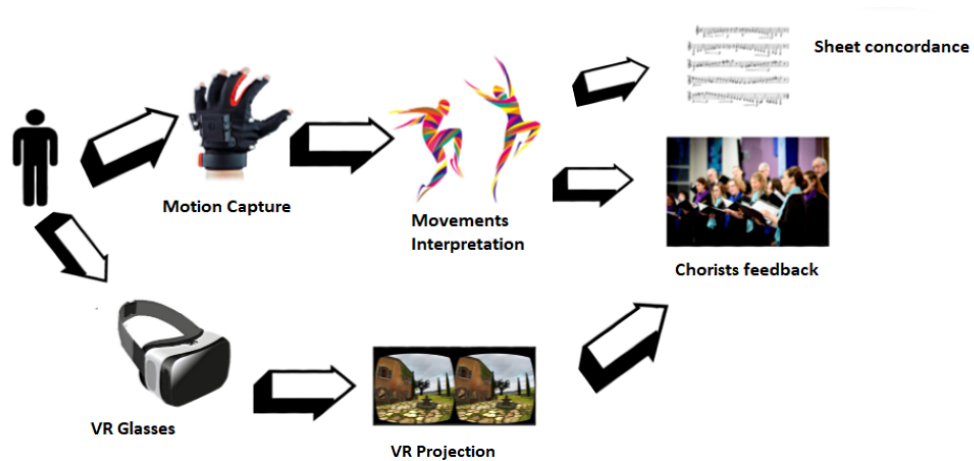 Sheet concordance
Motion Capture
Movements
Interpretation
Chorists feedback
VR Glasses
VR Projection